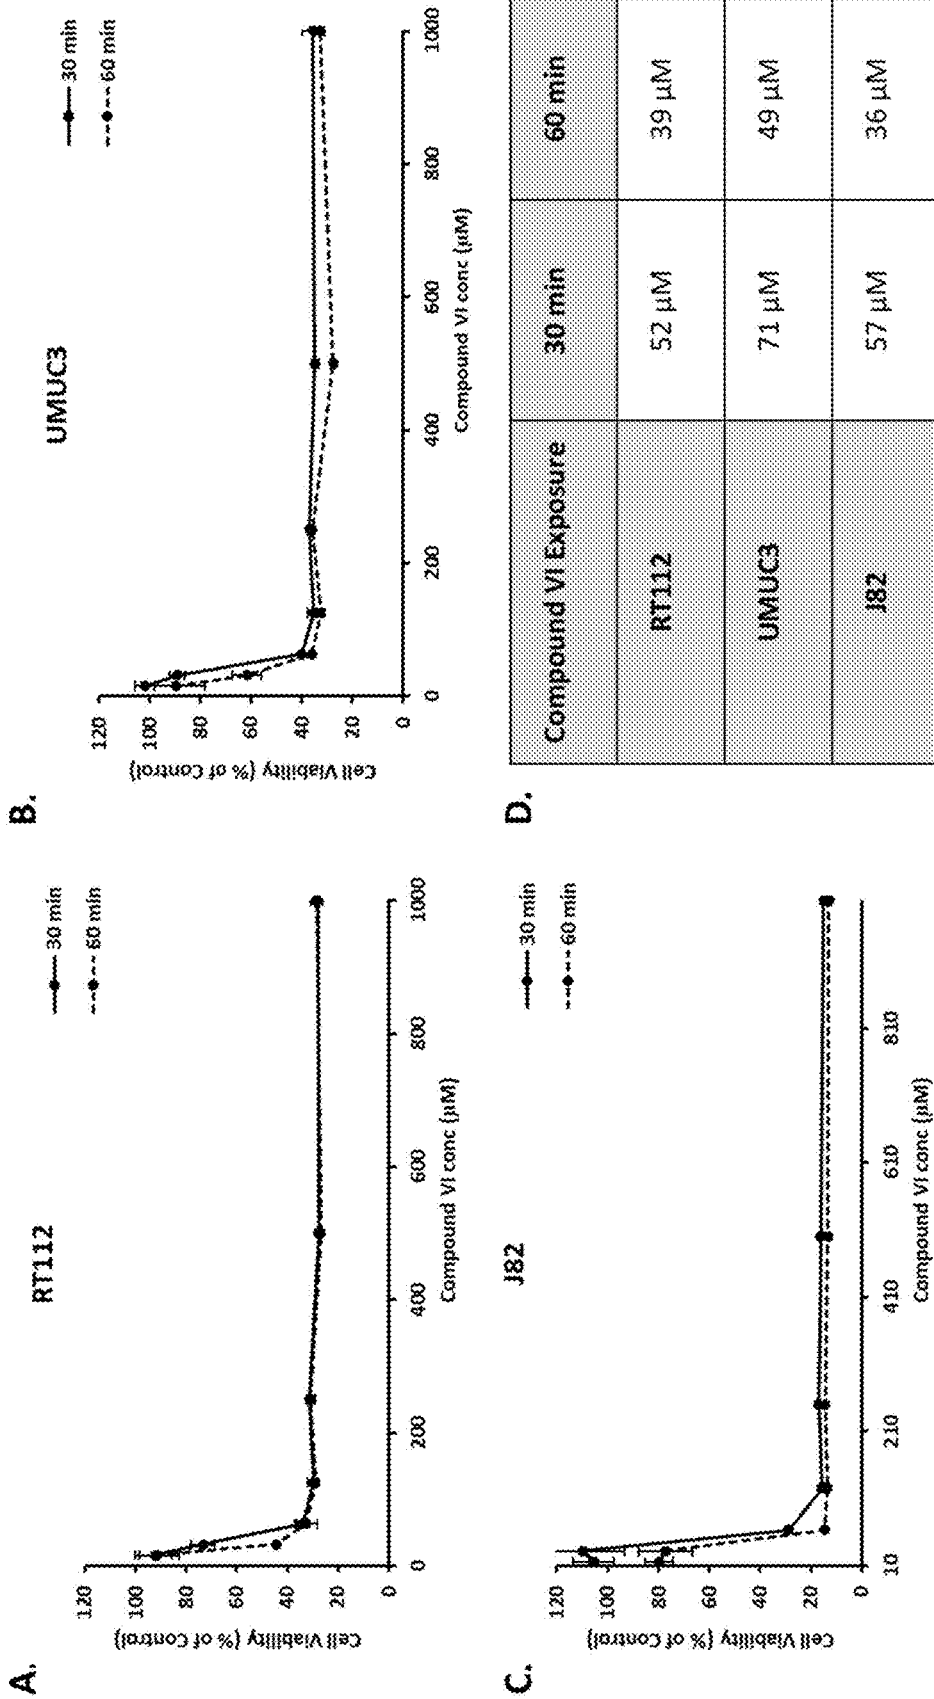 A.
RT112
30 min
60 min
Cell Viability (% of Control)
120
100
80
60
40
20
0
0 200 400 600 800 1000
Compound VI conc (µM)
B.
UMUC3
30 min
60 min
Cell Viability (% of Control)
120
100
80
60
40
20
0
0 200 400 600 800 1000
Compound VI conc (µM)
C.
J82
30 min
60 min
Cell Viability (% of Control)
120
100
80
60
40
20
0
10 210 410 610 810
Compound VI conc (µM)
D.
Compound VI Exposure 30 min 60 min
RT112 52 µM 39 µM
UMUC3 71 µM 49 µM
J82 57 µM 36 µM